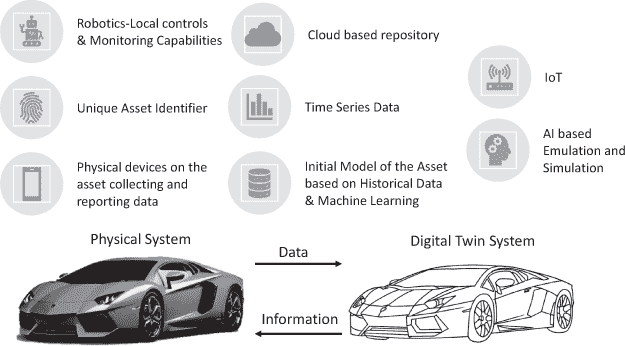 Robotics-Local controls
& Monitoring Capabilities
Cloud based repository
IoT
Unique Asset Identifier
Time Series Data
AI based
Emulation and
Simulation
Physical devices on the
asset collecting and
reporting data
Initial Model of the Asset
based on Historical Data
& Machine Learning
Physical System
Data
Digital Twin System
Information